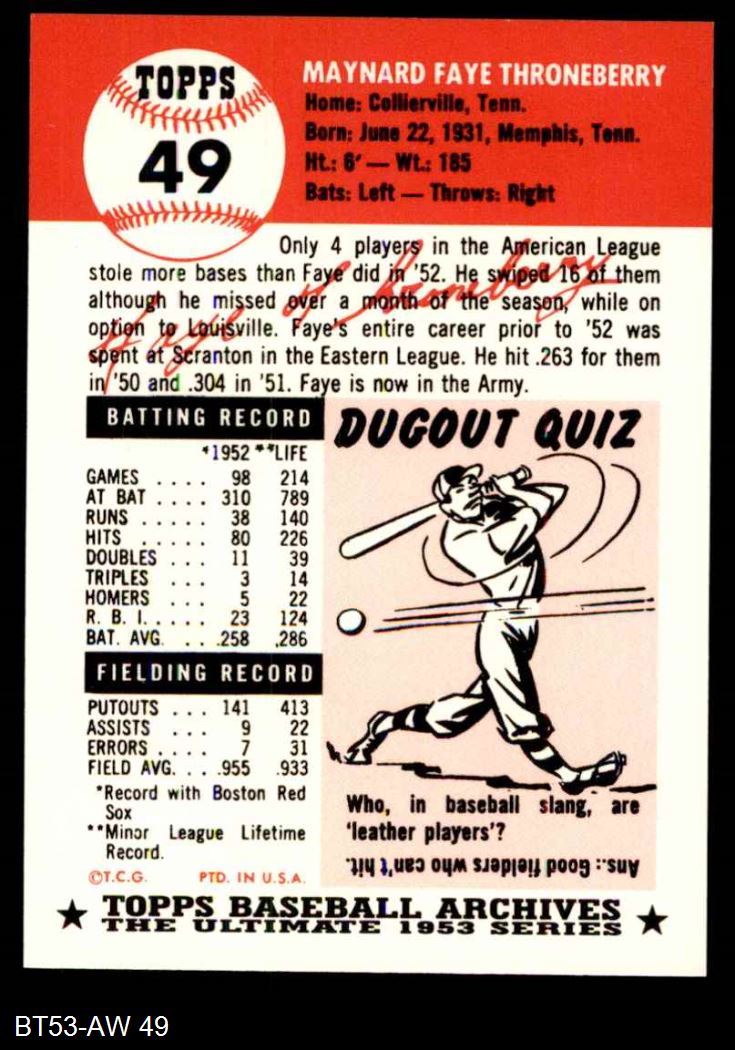 TOPPS
49
MAYNARD FAYE THRONEBERRY
Home: Collierville, Tenn.
Born: June 22, 1931, Memphis, Tenn.
Ht.: 6' — Wt.: 185
Bats: Left — Throws: Right
Only 4 players in the American League
stole more bases than Faye did in '52. He swiped 16 of them
although he missed over a month of the season, while on
option to Louisville. Faye's entire career prior to '52 was
spent at Scranton in the Eastern League. He hit .263 for them
in '50 and .304 in '51. Faye is now in the Army.
Faye Throneberry
BATTING RECORD
*1952 **LIFE
GAMES .... 98 214
AT BAT .... 310 789
RUNS ..... 38 140
HITS ..... 80 226
DOUBLES .. 11 39
TRIPLES ... 3 14
HOMERS ... 5 22
R. B. I. .... 23 124
BAT. AVG. .. .258 .286
FIELDING RECORD
PUTOUTS ... 141 413
ASSISTS ... 9 22
ERRORS ... 7 31
FIELD AVG. .. .955 .933
*Record with Boston Red
Sox
**Minor League Lifetime
Record.
©T.C.G. PTD. IN U.S.A.
DUGOUT QUIZ
Who, in baseball slang, are
'leather players'?
Ans.: Good fielders who can't hit.
★ TOPPS BASEBALL ARCHIVES ★
THE ULTIMATE 1953 SERIES
BT53-AW 49